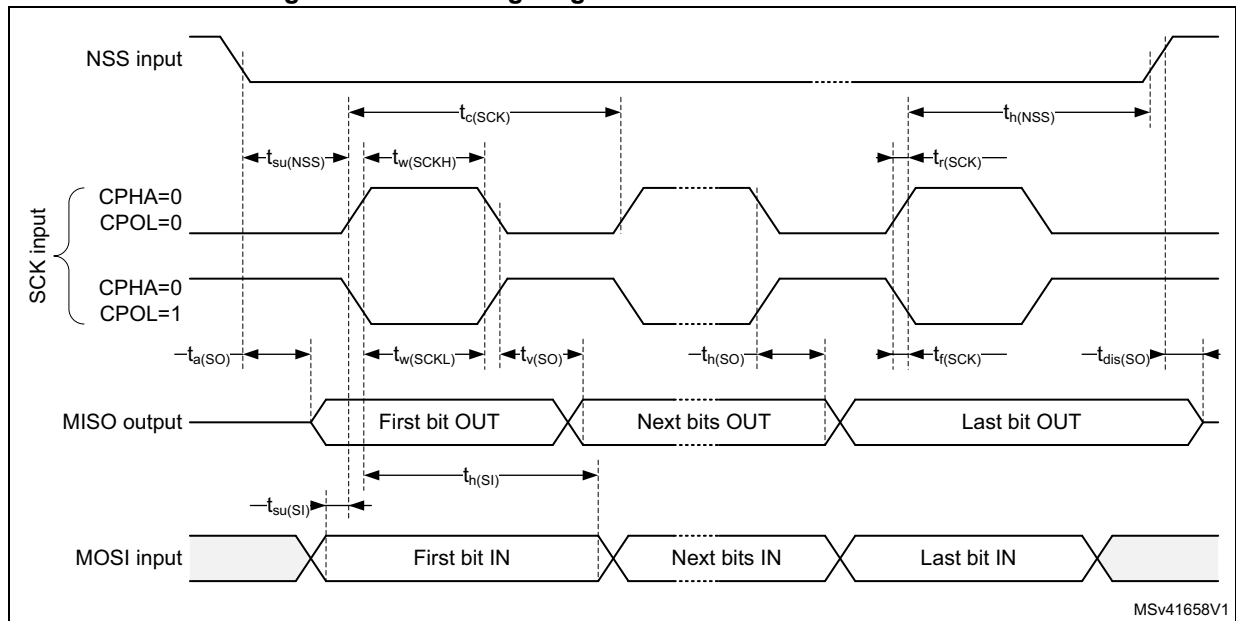 NSS input
tc(SCK)
th(NSS)
tsu(NSS)
tw(SCKH)
tr(SCK)
SCK input
CPHA=0
CPOL=0
CPHA=0
CPOL=1
ta(SO)
tw(SCKL)
tv(SO)
th(SO)
tf(SCK)
tdis(SO)
MISO output
First bit OUT
Next bits OUT
Last bit OUT
th(SI)
tsu(SI)
MOSI input
First bit IN
Next bits IN
Last bit IN
MSv41658V1